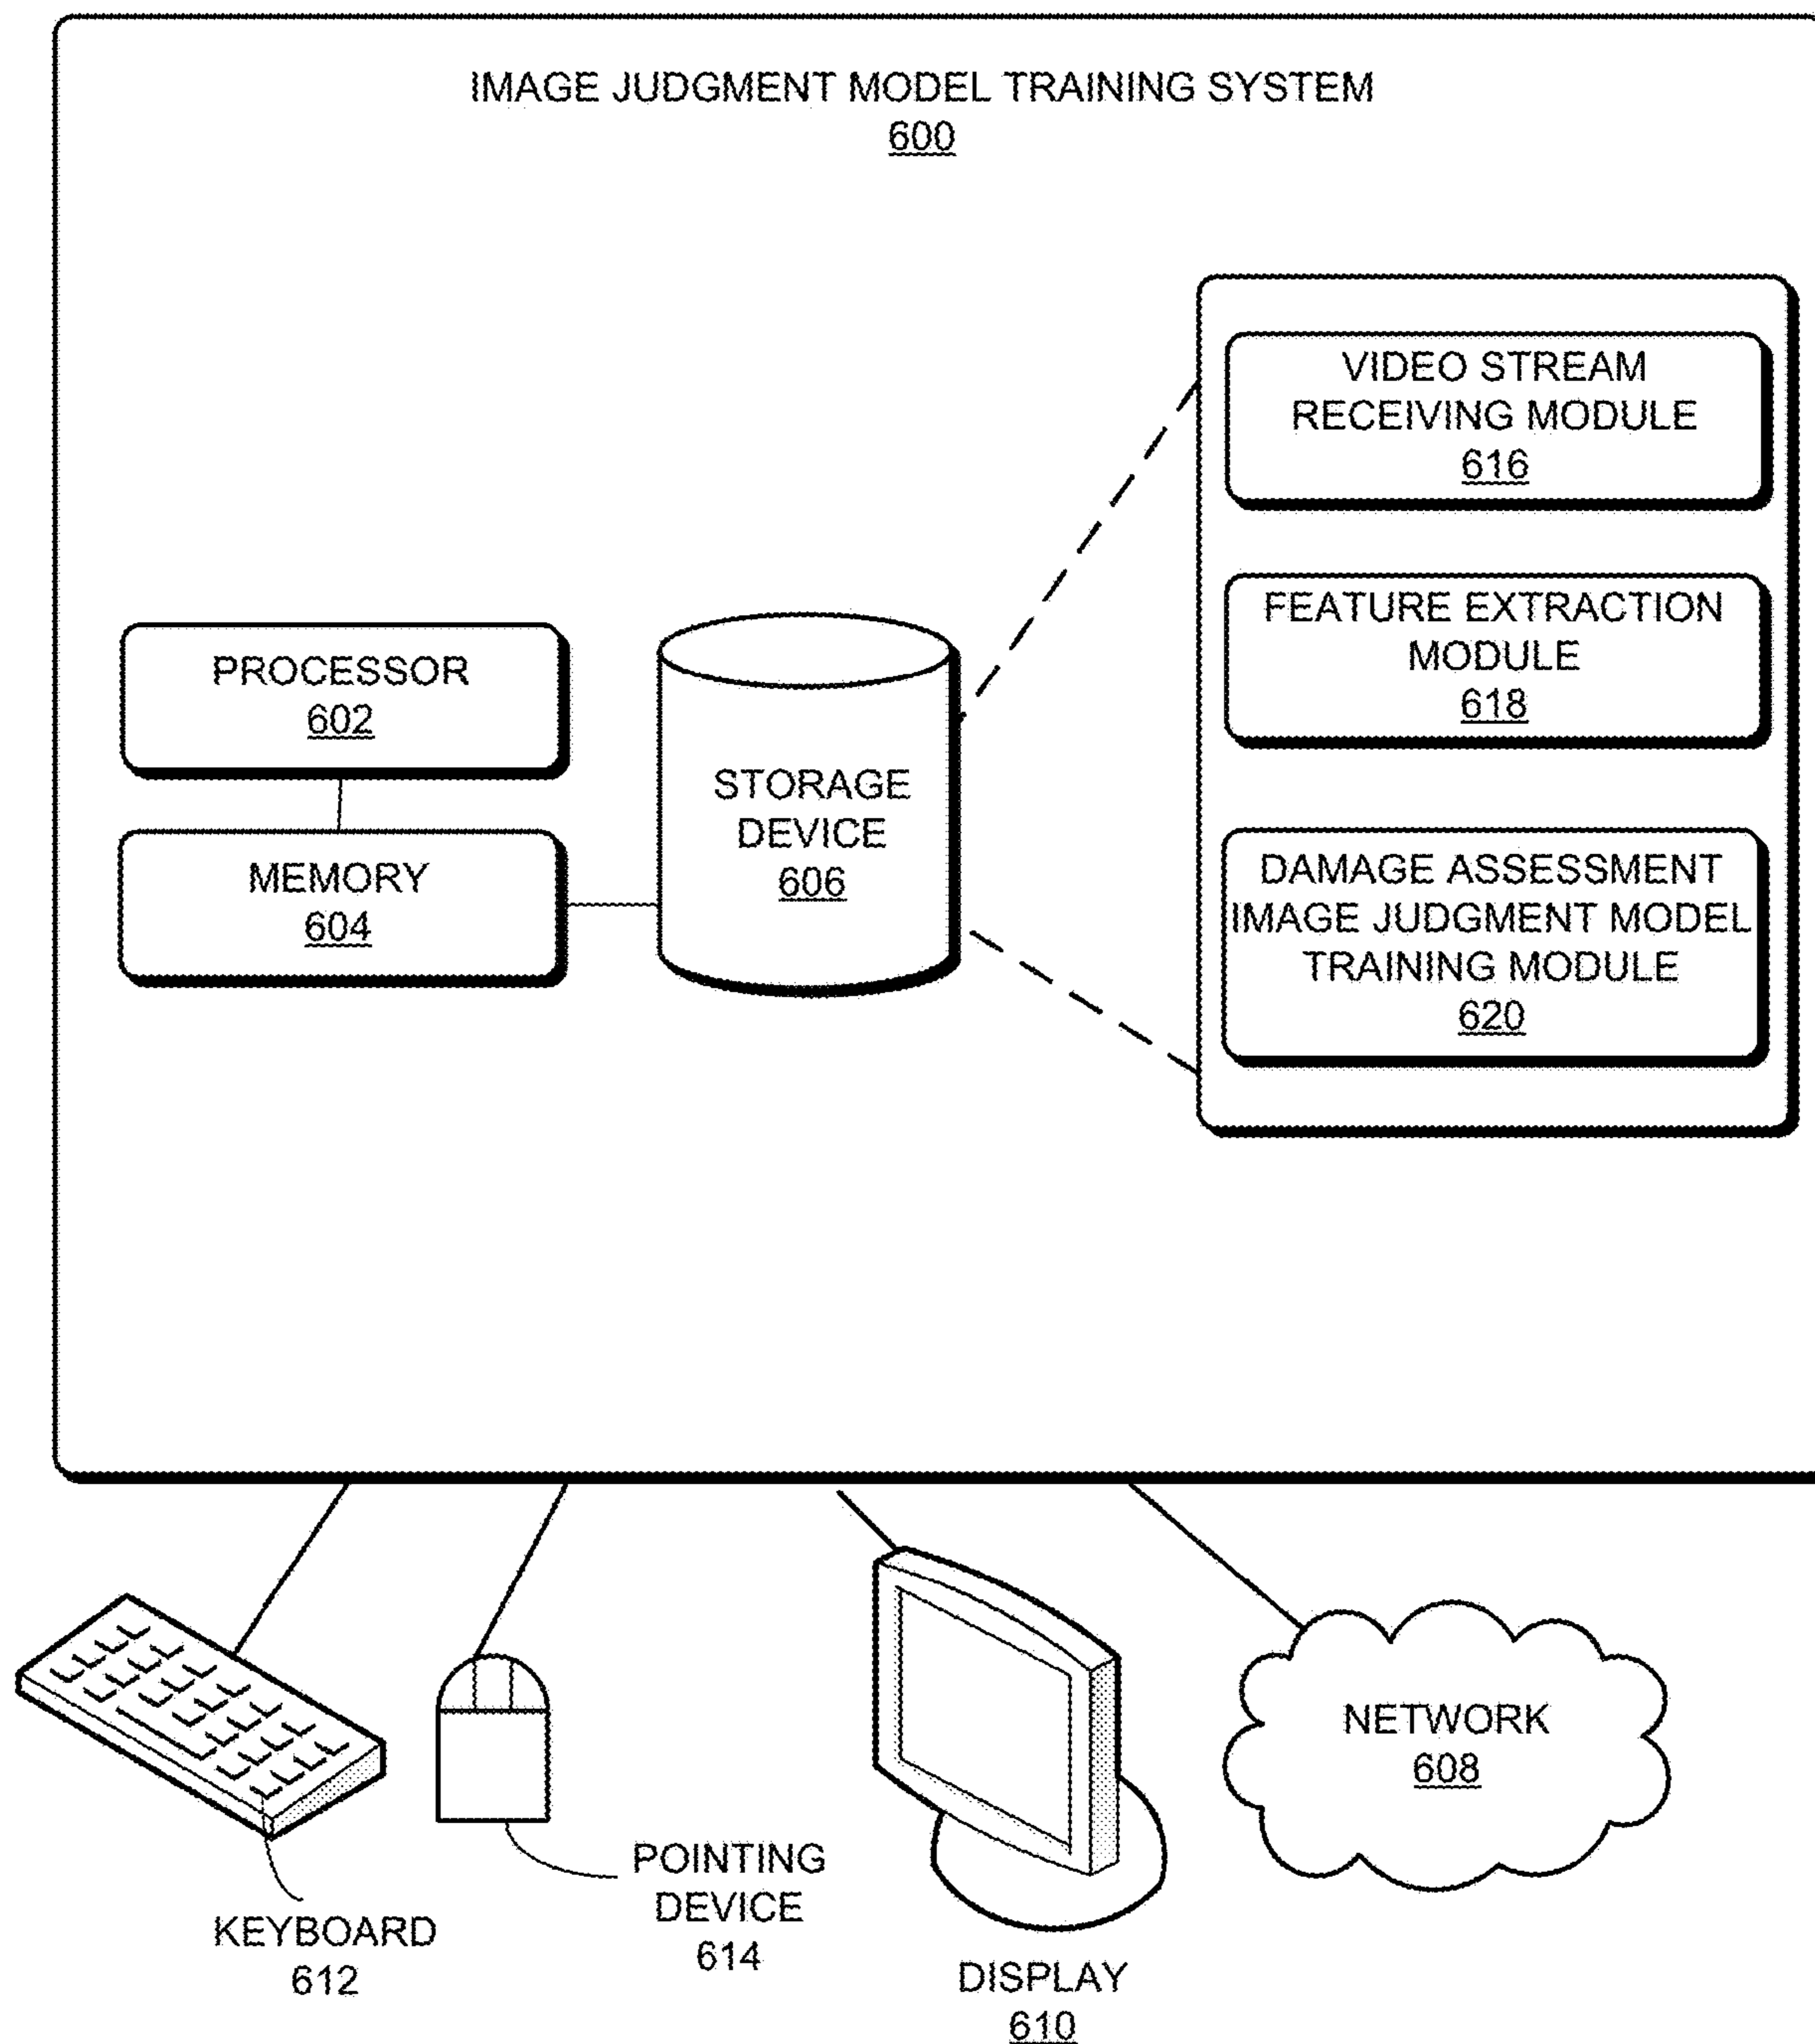 IMAGE JUDGMENT MODEL TRAINING SYSTEM
600
VIDEO STREAM
RECEIVING MODULE
616
FEATURE EXTRACTION
MODULE
618
DAMAGE ASSESSMENT
IMAGE JUDGMENT MODEL
TRAINING MODULE
620
PROCESSOR
602
MEMORY
604
STORAGE
DEVICE
606
KEYBOARD
612
POINTING
DEVICE
614
DISPLAY
610
NETWORK
608